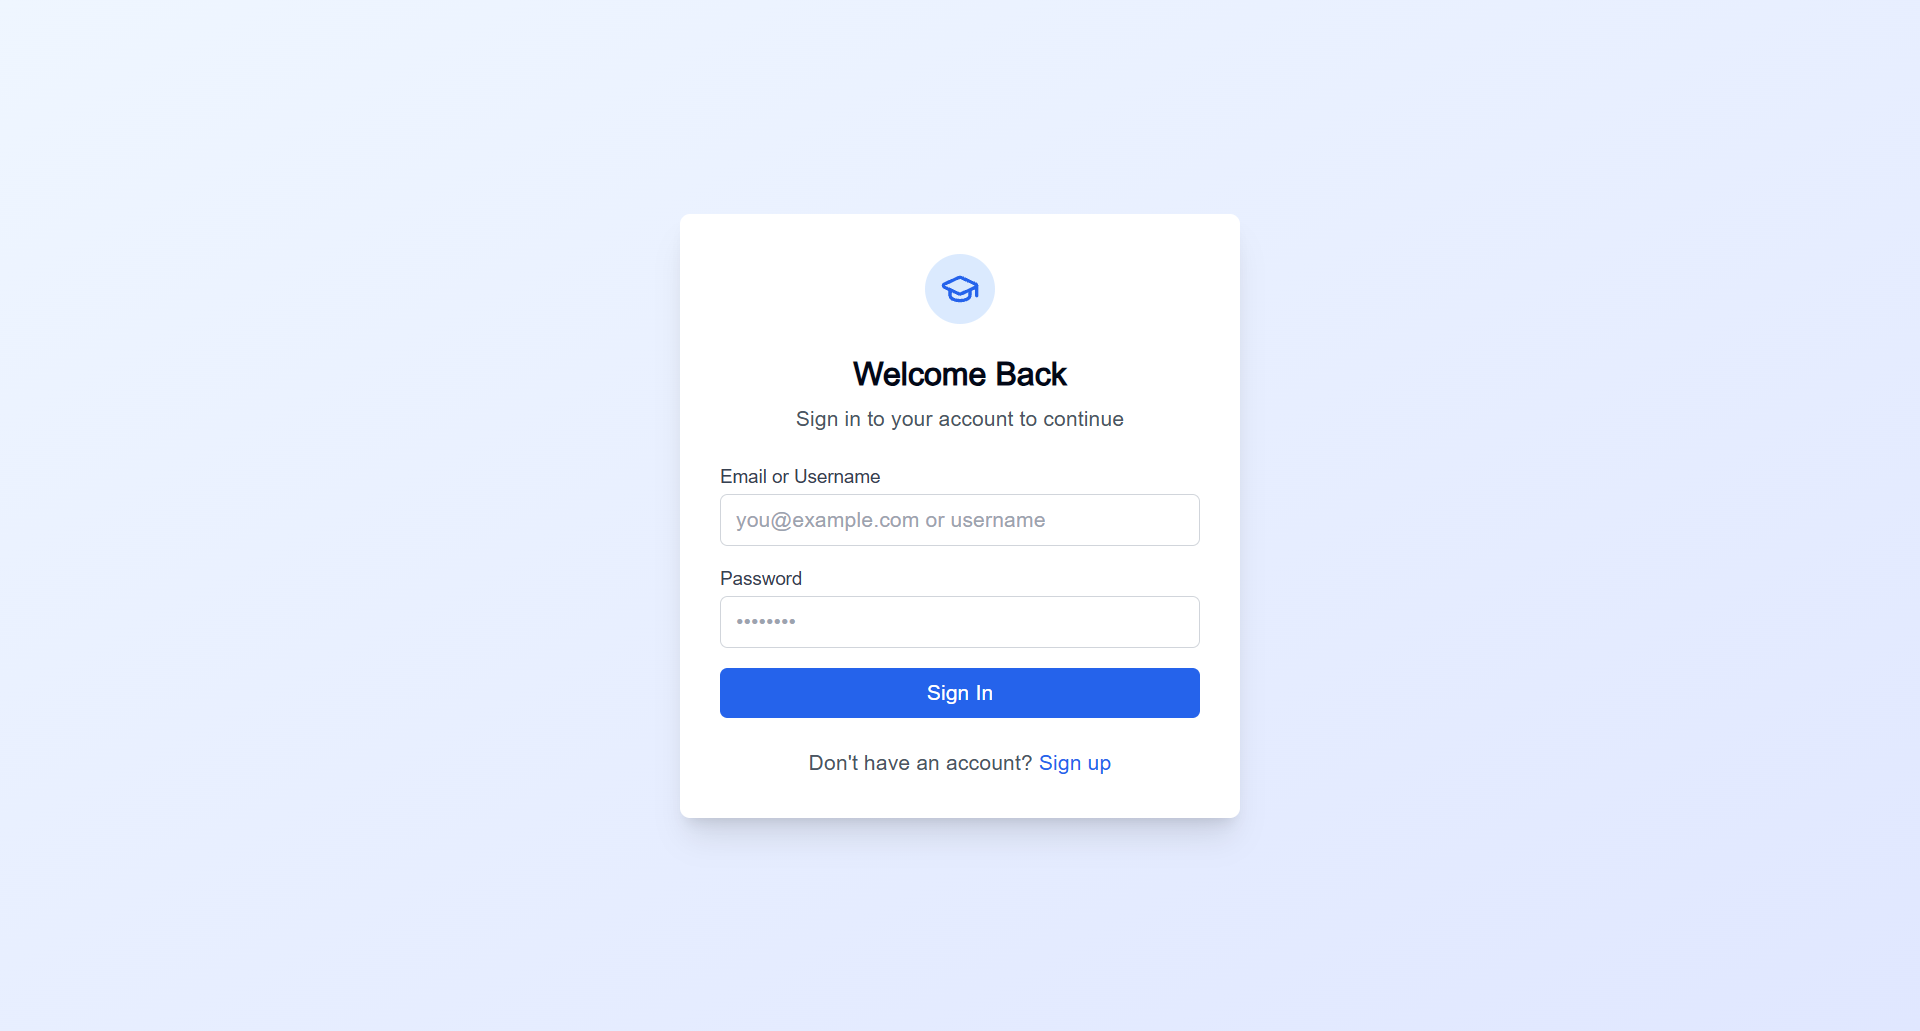 Welcome Back
Sign in to your account to continue
Email or Username
you@example.com or username
Password
••••••••
Sign In
Don't have an account? Sign up